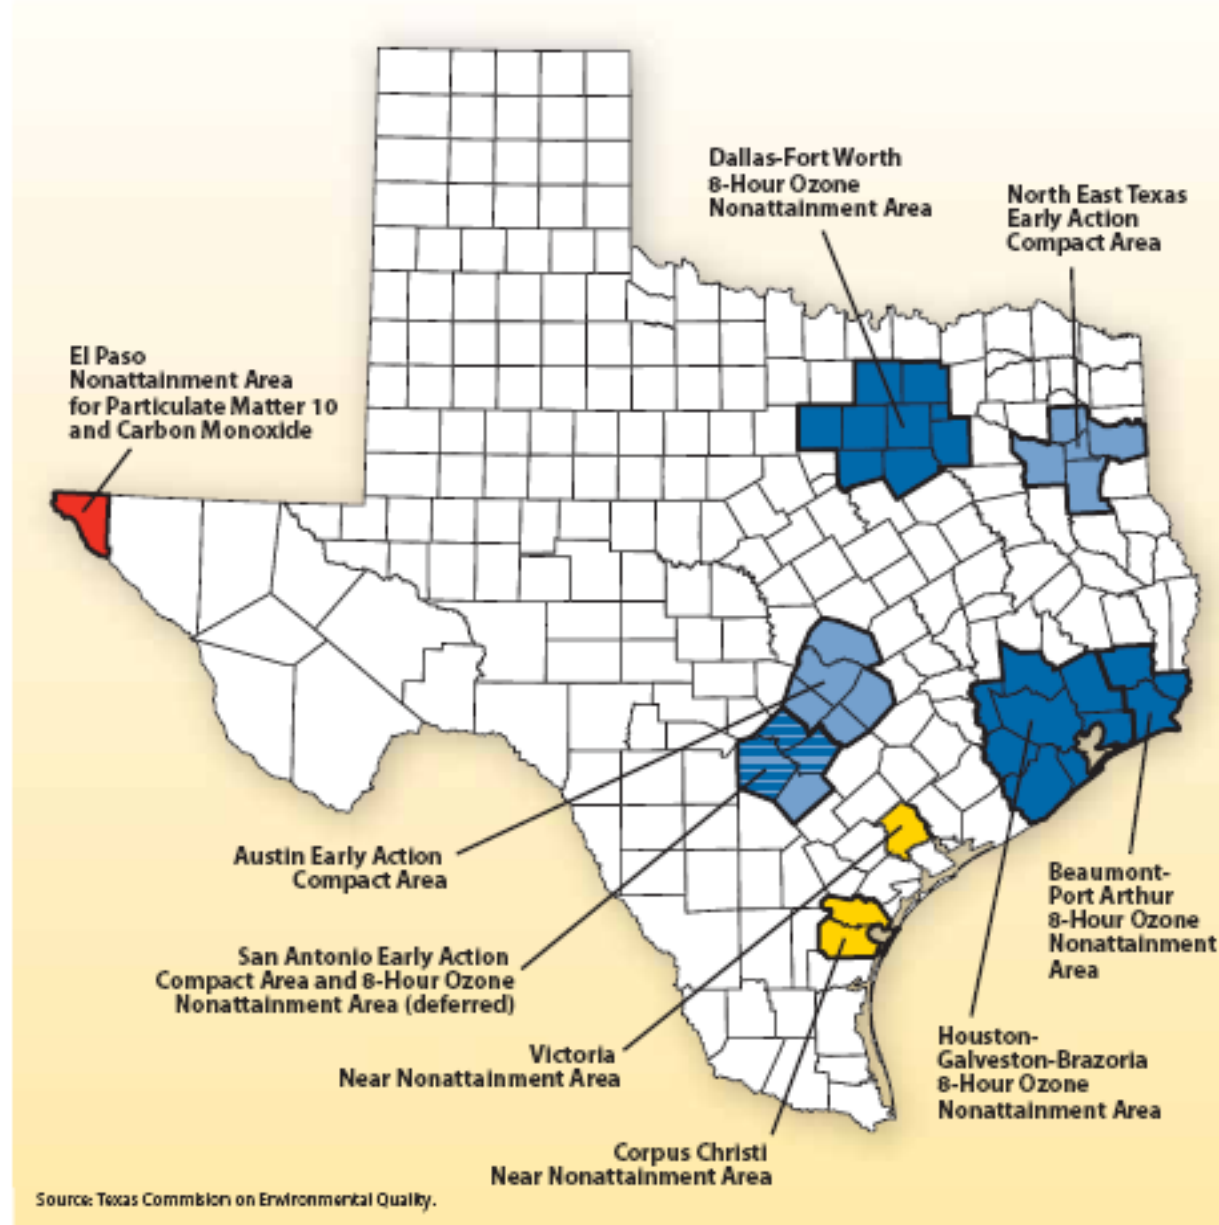 Dallas-Fort Worth
8-Hour Ozone
Nonattainment Area
North East Texas
Early Action
Compact Area
El Paso
Nonattainment Area
for Particulate Matter 10
and Carbon Monoxide
Austin Early Action
Compact Area
San Antonio Early Action
Compact Area and 8-Hour Ozone
Nonattainment Area (deferred)
Victoria
Near Nonattainment Area
Corpus Christi
Near Nonattainment Area
Beaumont-
Port Arthur
8-Hour Ozone
Nonattainment
Area
Houston-
Galveston-Brazoria
8-Hour Ozone
Nonattainment Area
Source: Texas Commision on Environmental Quality.